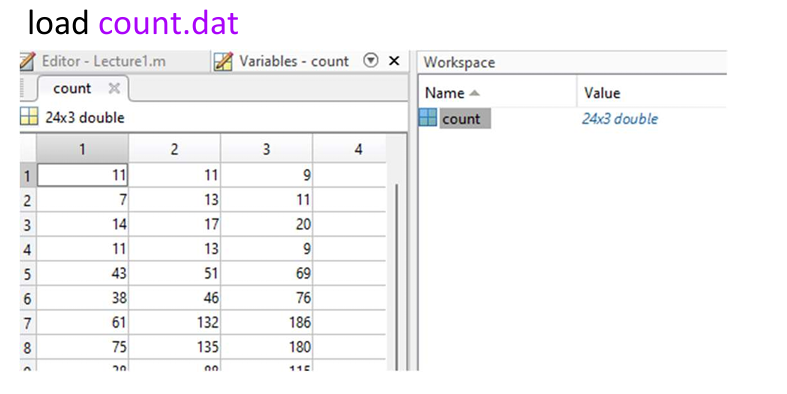 load count.dat
Editor - Lecture1.m Variables - count
Workspace
count
Name Value
24x3 double
count 24x3 double
1 2 3 4
1 11 11 9
2 7 13 11
3 14 17 20
4 11 13 9
5 43 51 69
6 38 46 76
7 61 132 186
8 75 135 180